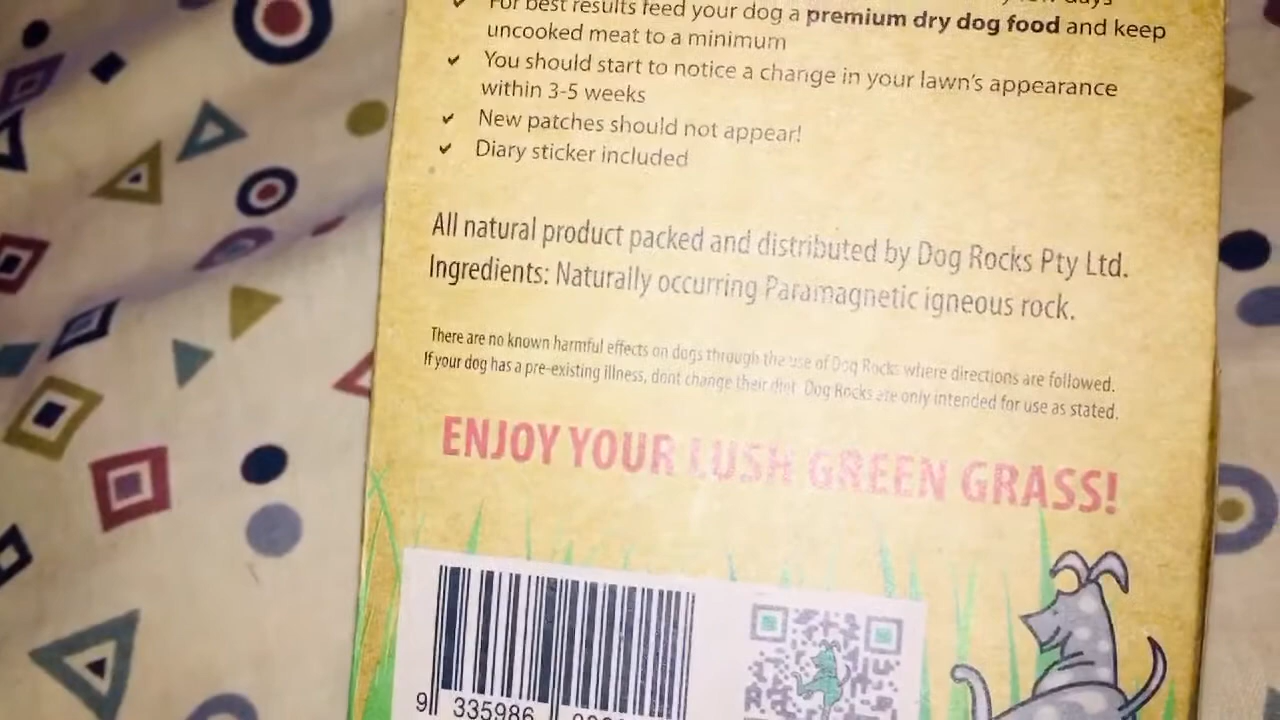 days
For best results feed your dog a premium dry dog food and keep
uncooked meat to a minimum
You should start to notice a change in your lawn's appearance
within 3-5 weeks
New patches should not appear!
Diary sticker included
All natural product packed and distributed by Dog Rocks Pty Ltd.
Ingredients: Naturally occurring Paramagnetic igneous rock.
There are no known harmful effects on dogs through the use of Dog Rocks where directions are followed.
If your dog has a pre-existing illness, dont change their diet Dog Rocks are only intended for use as stated.
ENJOY YOUR LUSH GREEN GRASS!
9 335986